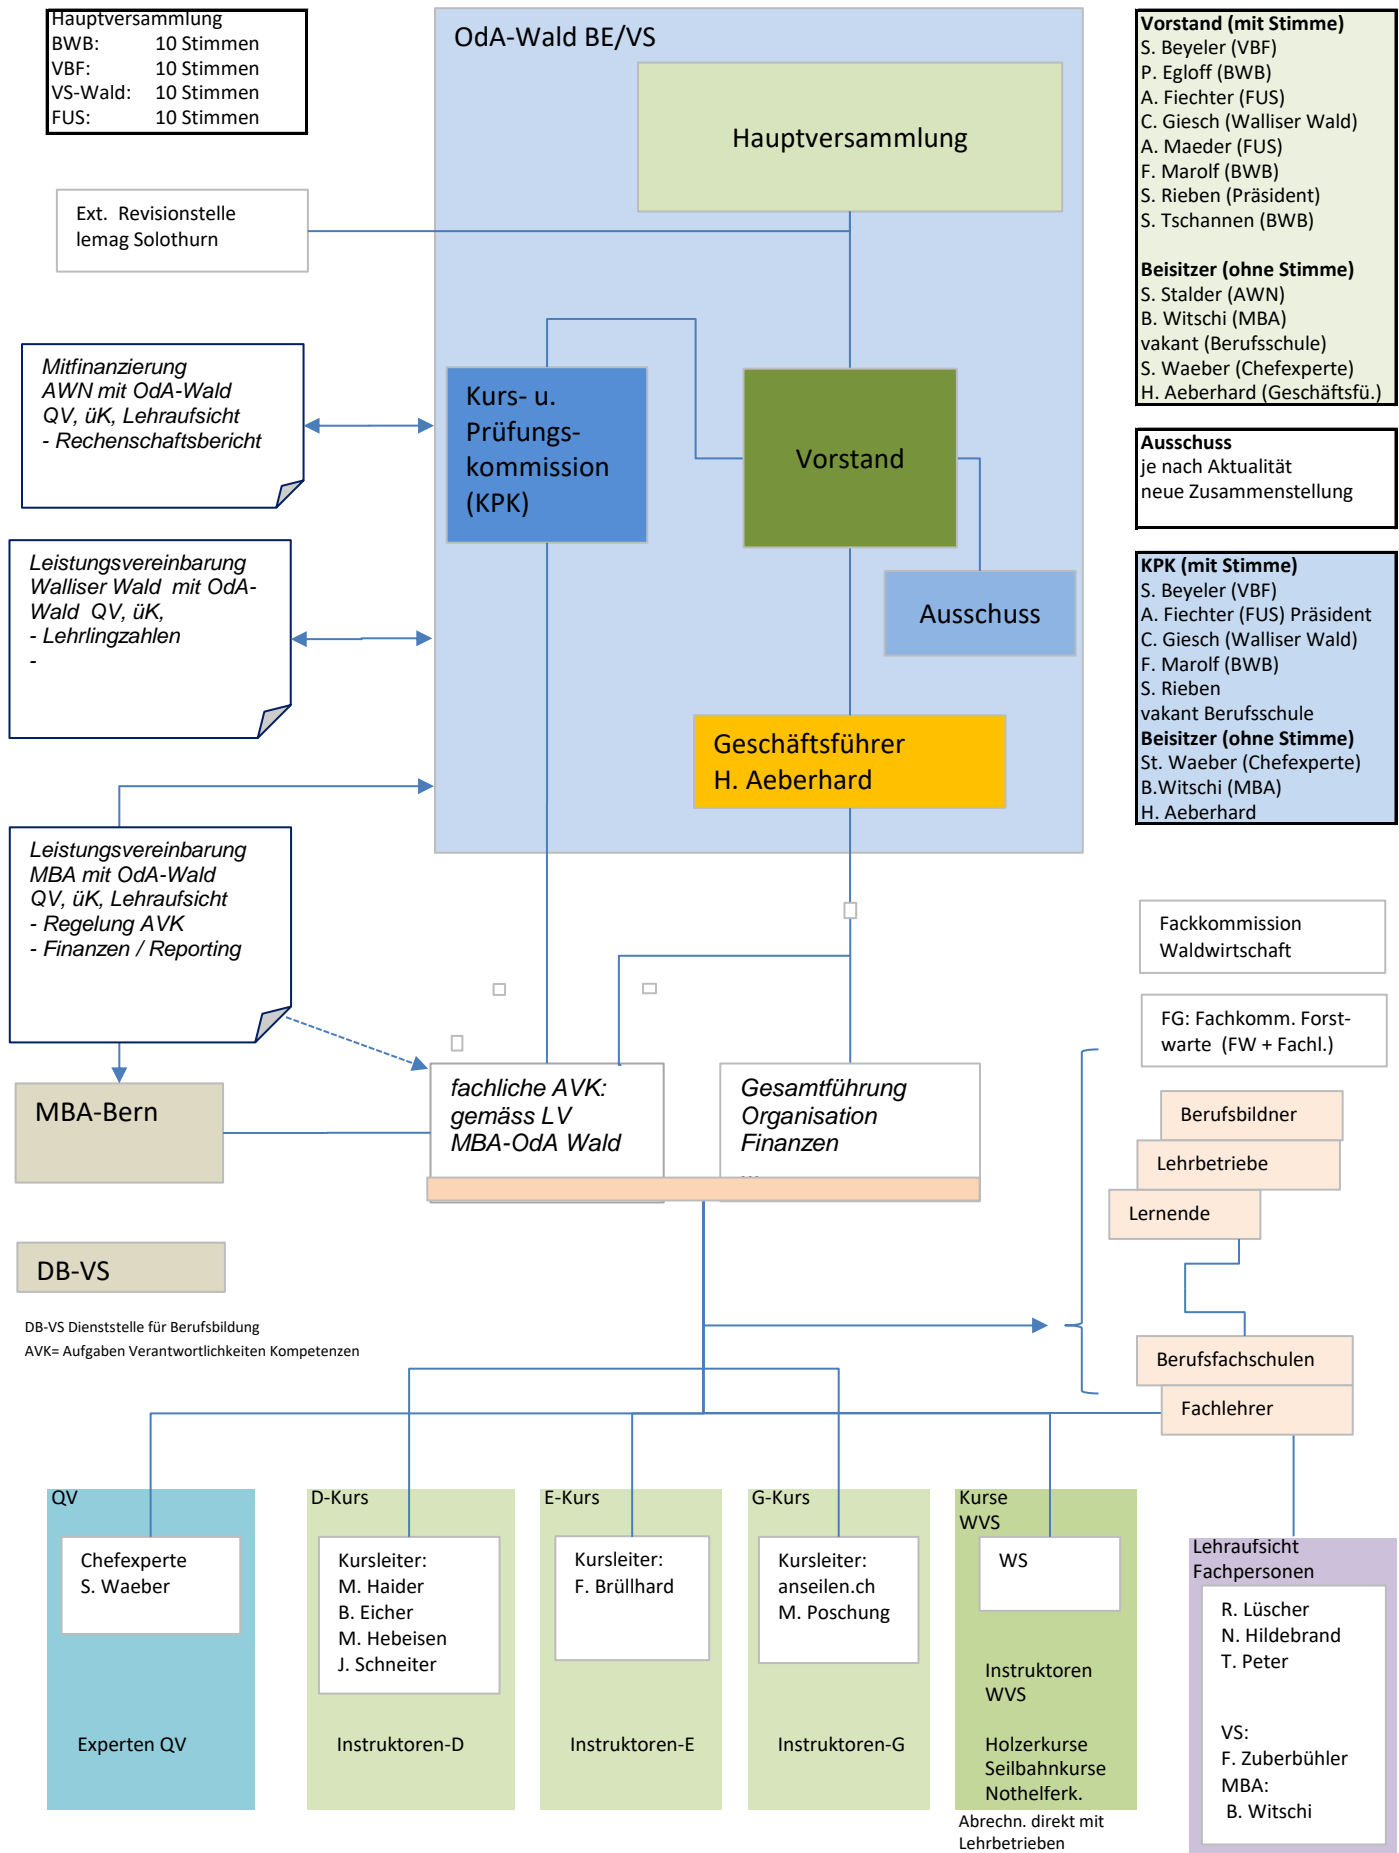 Hauptversammlung
BWB: 10 Stimmen
VBF: 10 Stimmen
VS-Wald: 10 Stimmen
FUS: 10 Stimmen
OdA-Wald BE/VS
Hauptversammlung
Ext. Revisionstelle
lemag Solothurn
Mitfinanzierung
AWN mit OdA-Wald
QV, üK, Lehraufsicht
- Rechenschaftsbericht
Kurs- u.
Prüfungs-
kommission
(KPK)
Vorstand
Leistungsvereinbarung
Walliser Wald mit OdA-
Wald QV, üK,
- Lehrlingzahlen
-
Ausschuss
Geschäftsführer
H. Aeberhard
Leistungsvereinbarung
MBA mit OdA-Wald
QV, üK, Lehraufsicht
- Regelung AVK
- Finanzen / Reporting
Vorstand (mit Stimme)
S. Beyeler (VBF)
P. Egloff (BWB)
A. Fiechter (FUS)
C. Giesch (Walliser Wald)
A. Maeder (FUS)
F. Marolf (BWB)
S. Rieben (Präsident)
S. Tschannen (BWB)
Beisitzer (ohne Stimme)
S. Stalder (AWN)
B. Witschi (MBA)
vakant (Berufsschule)
S. Waeber (Chefexperte)
H. Aeberhard (Geschäftsfü.)
Ausschuss
je nach Aktualität
neue Zusammenstellung
KPK (mit Stimme)
S. Beyeler (VBF)
A. Fiechter (FUS) Präsident
C. Giesch (Walliser Wald)
F. Marolf (BWB)
S. Rieben
vakant Berufsschule
Beisitzer (ohne Stimme)
St. Waeber (Chefexperte)
B.Witschi (MBA)
H. Aeberhard
Fackkommission
Waldwirtschaft
FG: Fachkomm. Forst-
warte (FW + Fachl.)
MBA-Bern
fachliche AVK:
gemäss LV
MBA-OdA Wald
Gesamtführung
Organisation
Finanzen
...
Berufsbildner
Lehrbetriebe
Lernende
DB-VS
DB-VS Dienststelle für Berufsbildung
AVK= Aufgaben Verantwortlichkeiten Kompetenzen
Berufsfachschulen
Fachlehrer
QV
Chefexperte
S. Waeber
Experten QV
D-Kurs
Kursleiter:
M. Haider
B. Eicher
M. Hebeisen
J. Schneiter
Instruktoren-D
E-Kurs
Kursleiter:
F. Brüllhard
Instruktoren-E
G-Kurs
Kursleiter:
anseilen.ch
M. Poschung
Instruktoren-G
Kurse
WVS
WS
Instruktoren
WVS
Holzerkurse
Seilbahnkurse
Nothelferk.
Abrechn. direkt mit
Lehrbetrieben
Lehraufsicht
Fachpersonen
R. Lüscher
N. Hildebrand
T. Peter
VS:
F. Zuberbühler
MBA:
B. Witschi